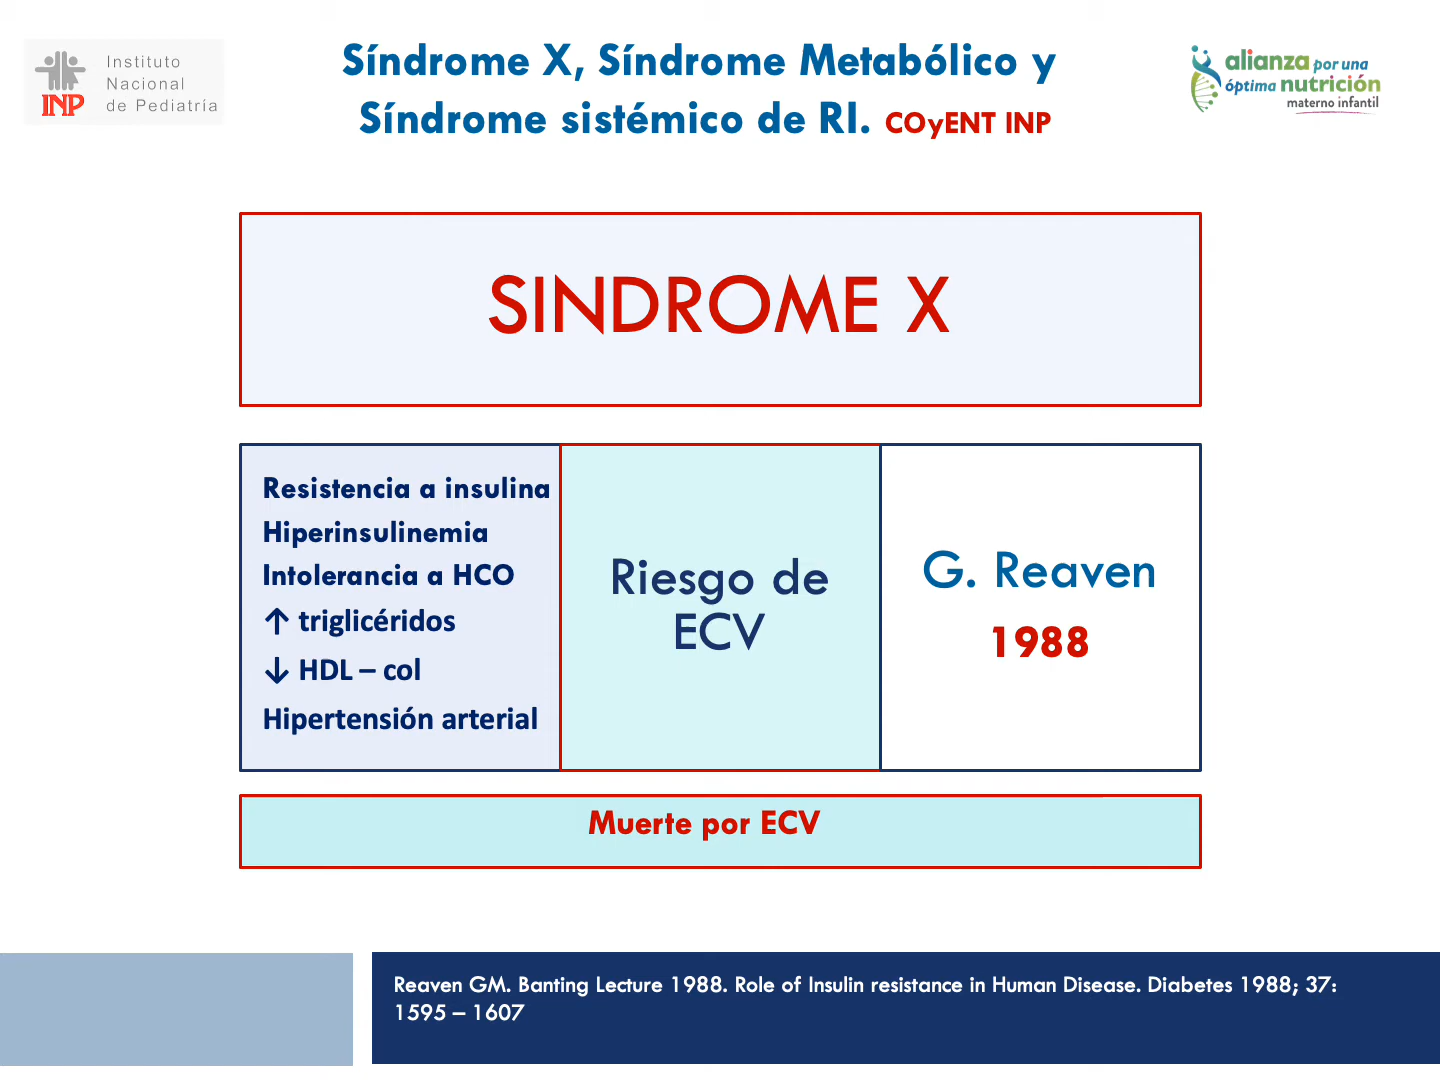 Instituto
Nacional
de Pediatría
INP
Síndrome X, Síndrome Metabólico y
Síndrome sistémico de RI. COyENT INP
alianza por una
óptima nutrición
materno infantil
SINDROME X
Resistencia a insulina
Hiperinsulinemia
Intolerancia a HCO
↑ triglicéridos
↓ HDL – col
Hipertensión arterial
Riesgo de
ECV
G. Reaven
1988
Muerte por ECV
Reaven GM. Banting Lecture 1988. Role of Insulin resistance in Human Disease. Diabetes 1988; 37:
1595 – 1607